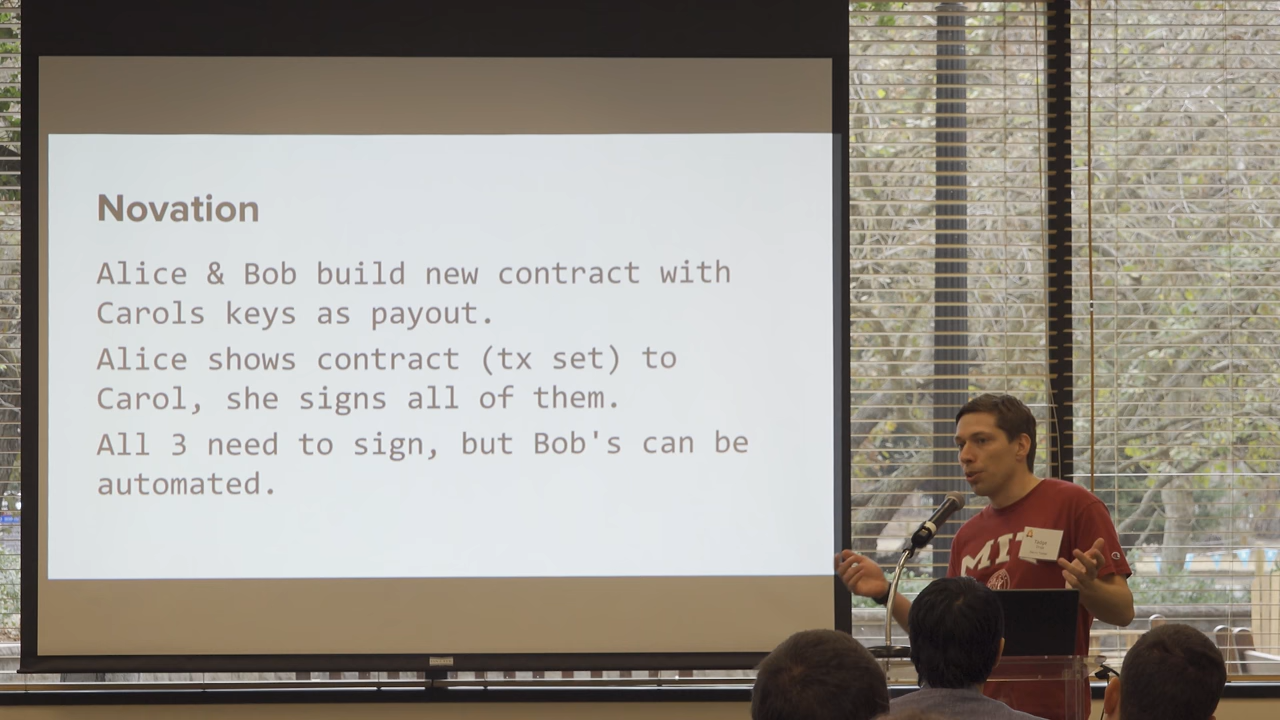 Novation
Alice & Bob build new contract with
Carols keys as payout.
Alice shows contract (tx set) to
Carol, she signs all of them.
All 3 need to sign, but Bob's can be
automated.
MIT